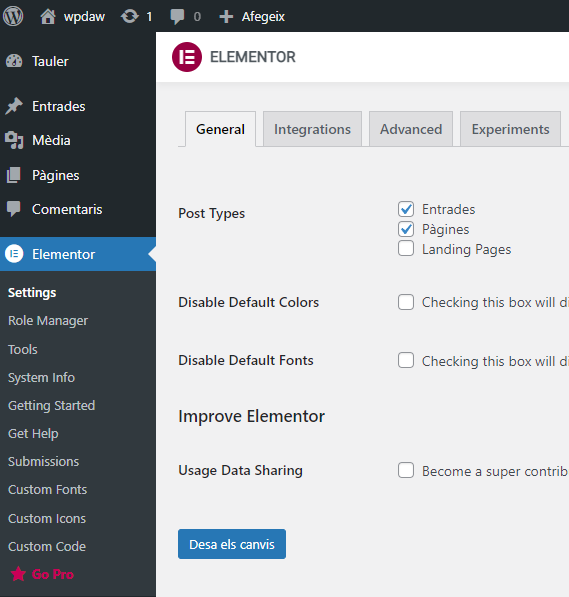 wpdaw 1 0 Afegeix
Tauler
Entrades
Mèdia
Pàgines
Comentaris
Elementor
Settings
Role Manager
Tools
System Info
Getting Started
Get Help
Submissions
Custom Fonts
Custom Icons
Custom Code
Go Pro
ELEMENTOR
General Integrations Advanced Experiments
Post Types
Entrades
Pàgines
Landing Pages
Disable Default Colors Checking this box will di
Disable Default Fonts Checking this box will di
Improve Elementor
Usage Data Sharing Become a super contrib
Desa els canvis